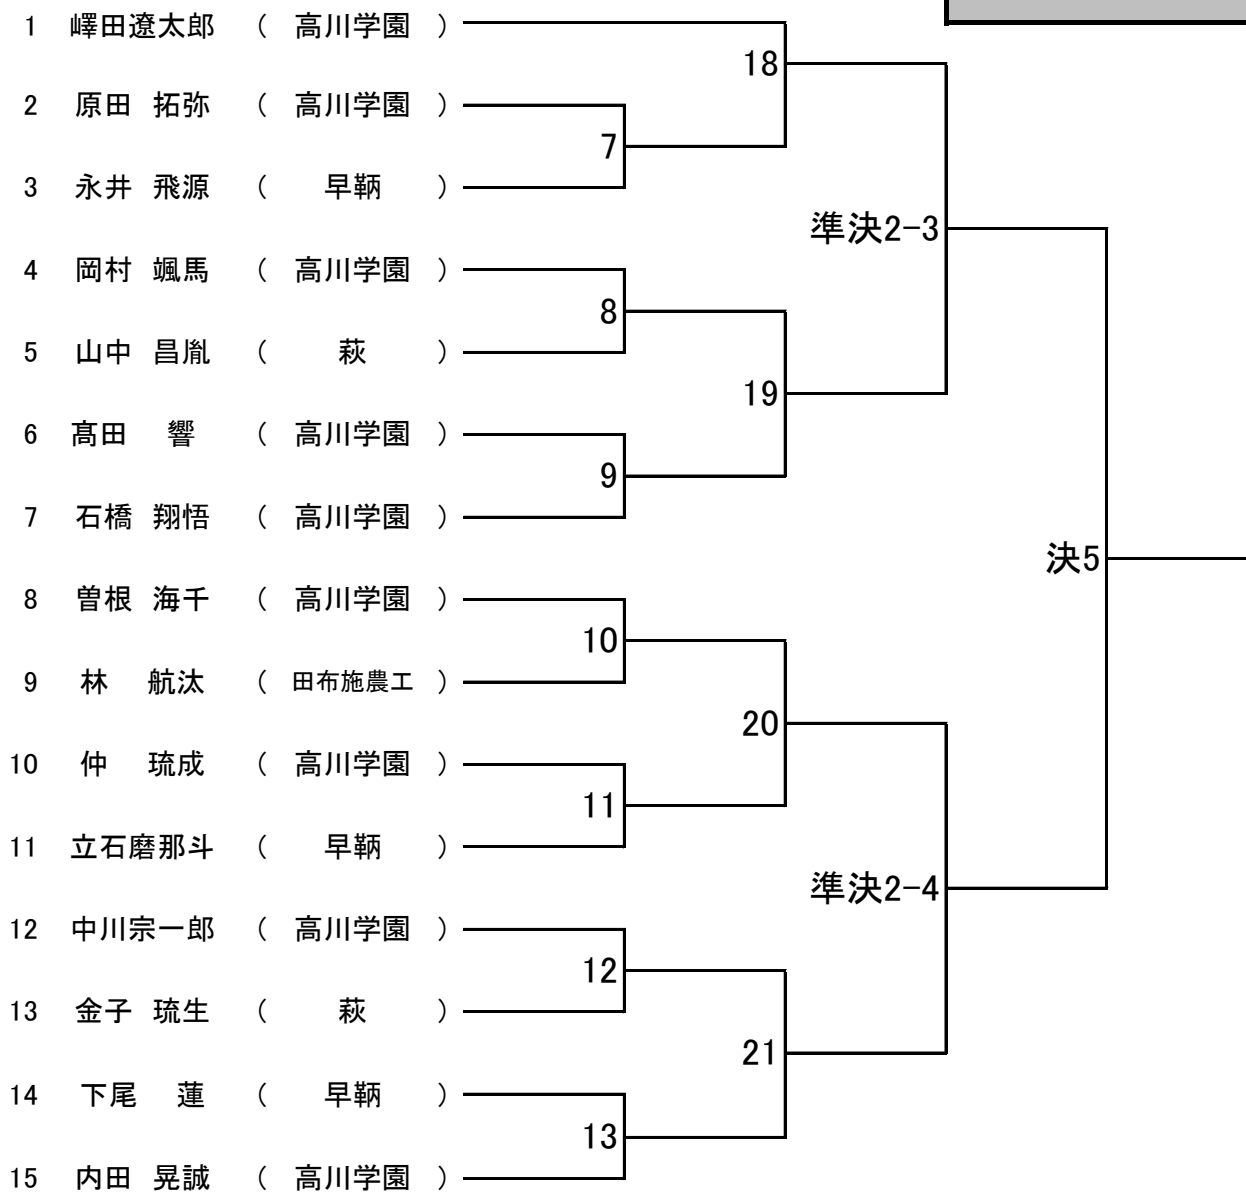 1 嶧田遼太郎 ( 高川学園 )
18
2 原田 拓弥 ( 高川学園 )
7
3 永井 飛源 ( 早鞆 )
準決2-3
4 岡村 颯馬 ( 高川学園 )
8
5 山中 昌胤 ( 萩 )
19
6 髙田 響 ( 高川学園 )
9
7 石橋 翔悟 ( 高川学園 )
決5
8 曽根 海千 ( 高川学園 )
10
9 林 航汰 ( 田布施農工 )
20
10 仲 琉成 ( 高川学園 )
11
11 立石磨那斗 ( 早鞆 )
準決2-4
12 中川宗一郎 ( 高川学園 )
12
13 金子 琉生 ( 萩 )
21
14 下尾 蓮 ( 早鞆 )
13
15 内田 晃誠 ( 高川学園 )